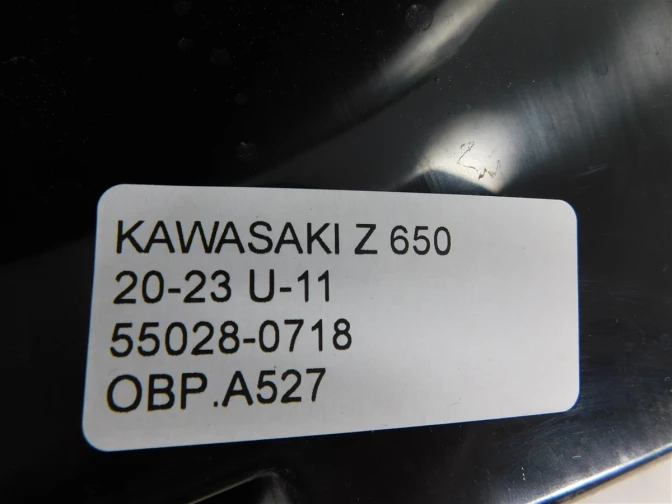 KAWASAKI Z 650
20-23 U-11
55028-0718
OBP.A527